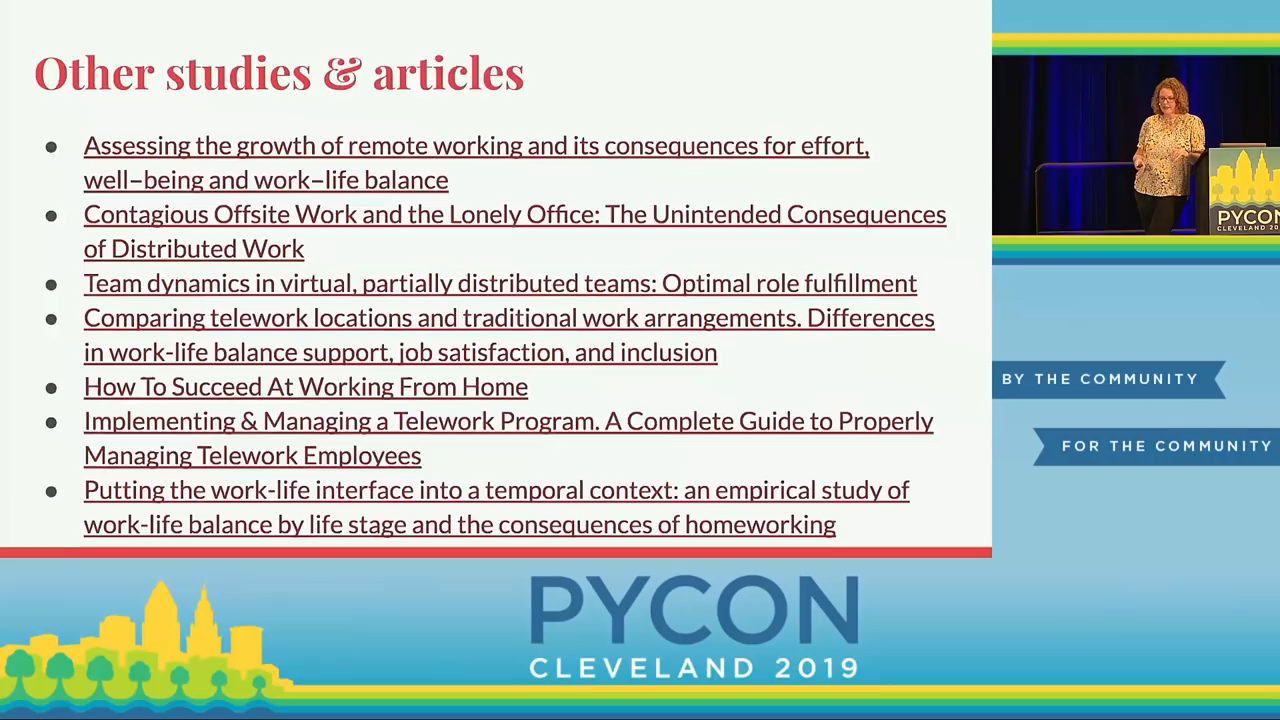 Other studies & articles
● Assessing the growth of remote working and its consequences for effort,
well–being and work–life balance
● Contagious Offsite Work and the Lonely Office: The Unintended Consequences
of Distributed Work
● Team dynamics in virtual, partially distributed teams: Optimal role fulfillment
● Comparing telework locations and traditional work arrangements. Differences
in work-life balance support, job satisfaction, and inclusion
● How To Succeed At Working From Home
● Implementing & Managing a Telework Program. A Complete Guide to Properly
Managing Telework Employees
● Putting the work-life interface into a temporal context: an empirical study of
work-life balance by life stage and the consequences of homeworking
PYCON
CLEVELAND 20
BY THE COMMUNITY
FOR THE COMMUNITY
PYCON
CLEVELAND 2019